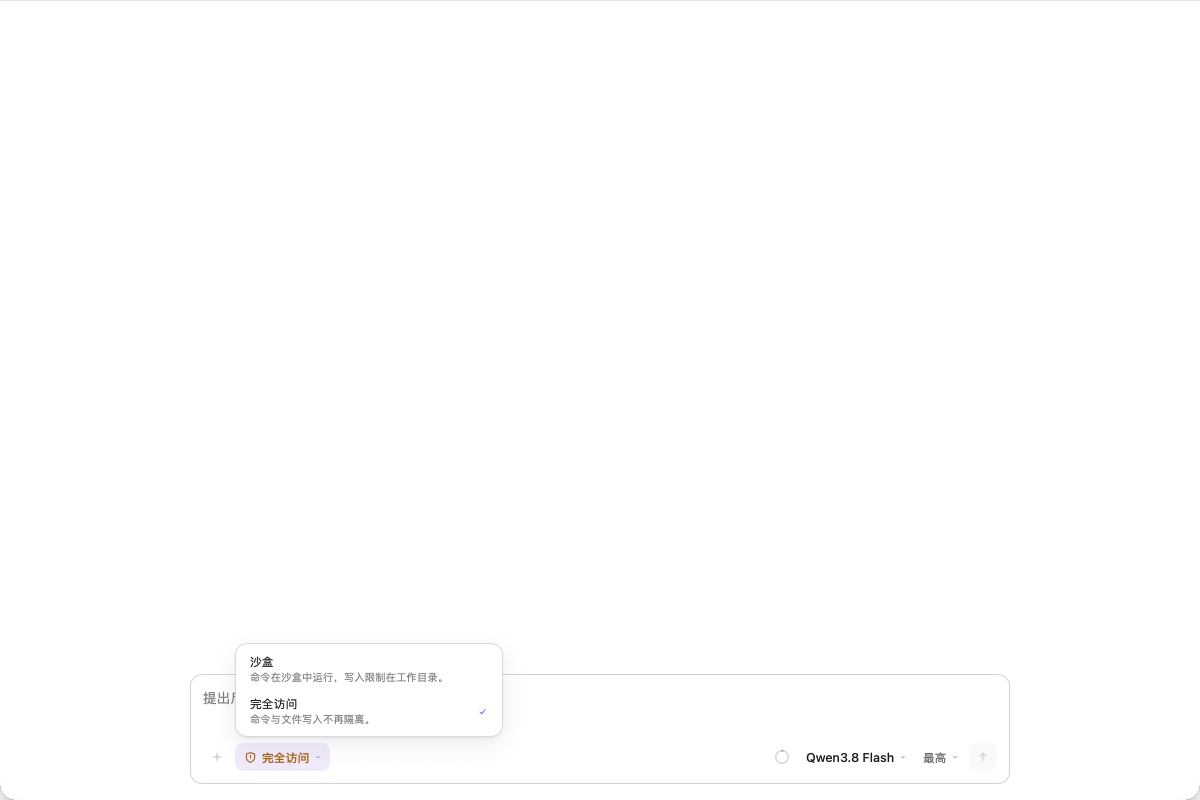 沙盒
命令在沙盒中运行，写入限制在工作目录。
完全访问
命令与文件写入不再隔离。
提出
完全访问
Qwen3.8 Flash
最高